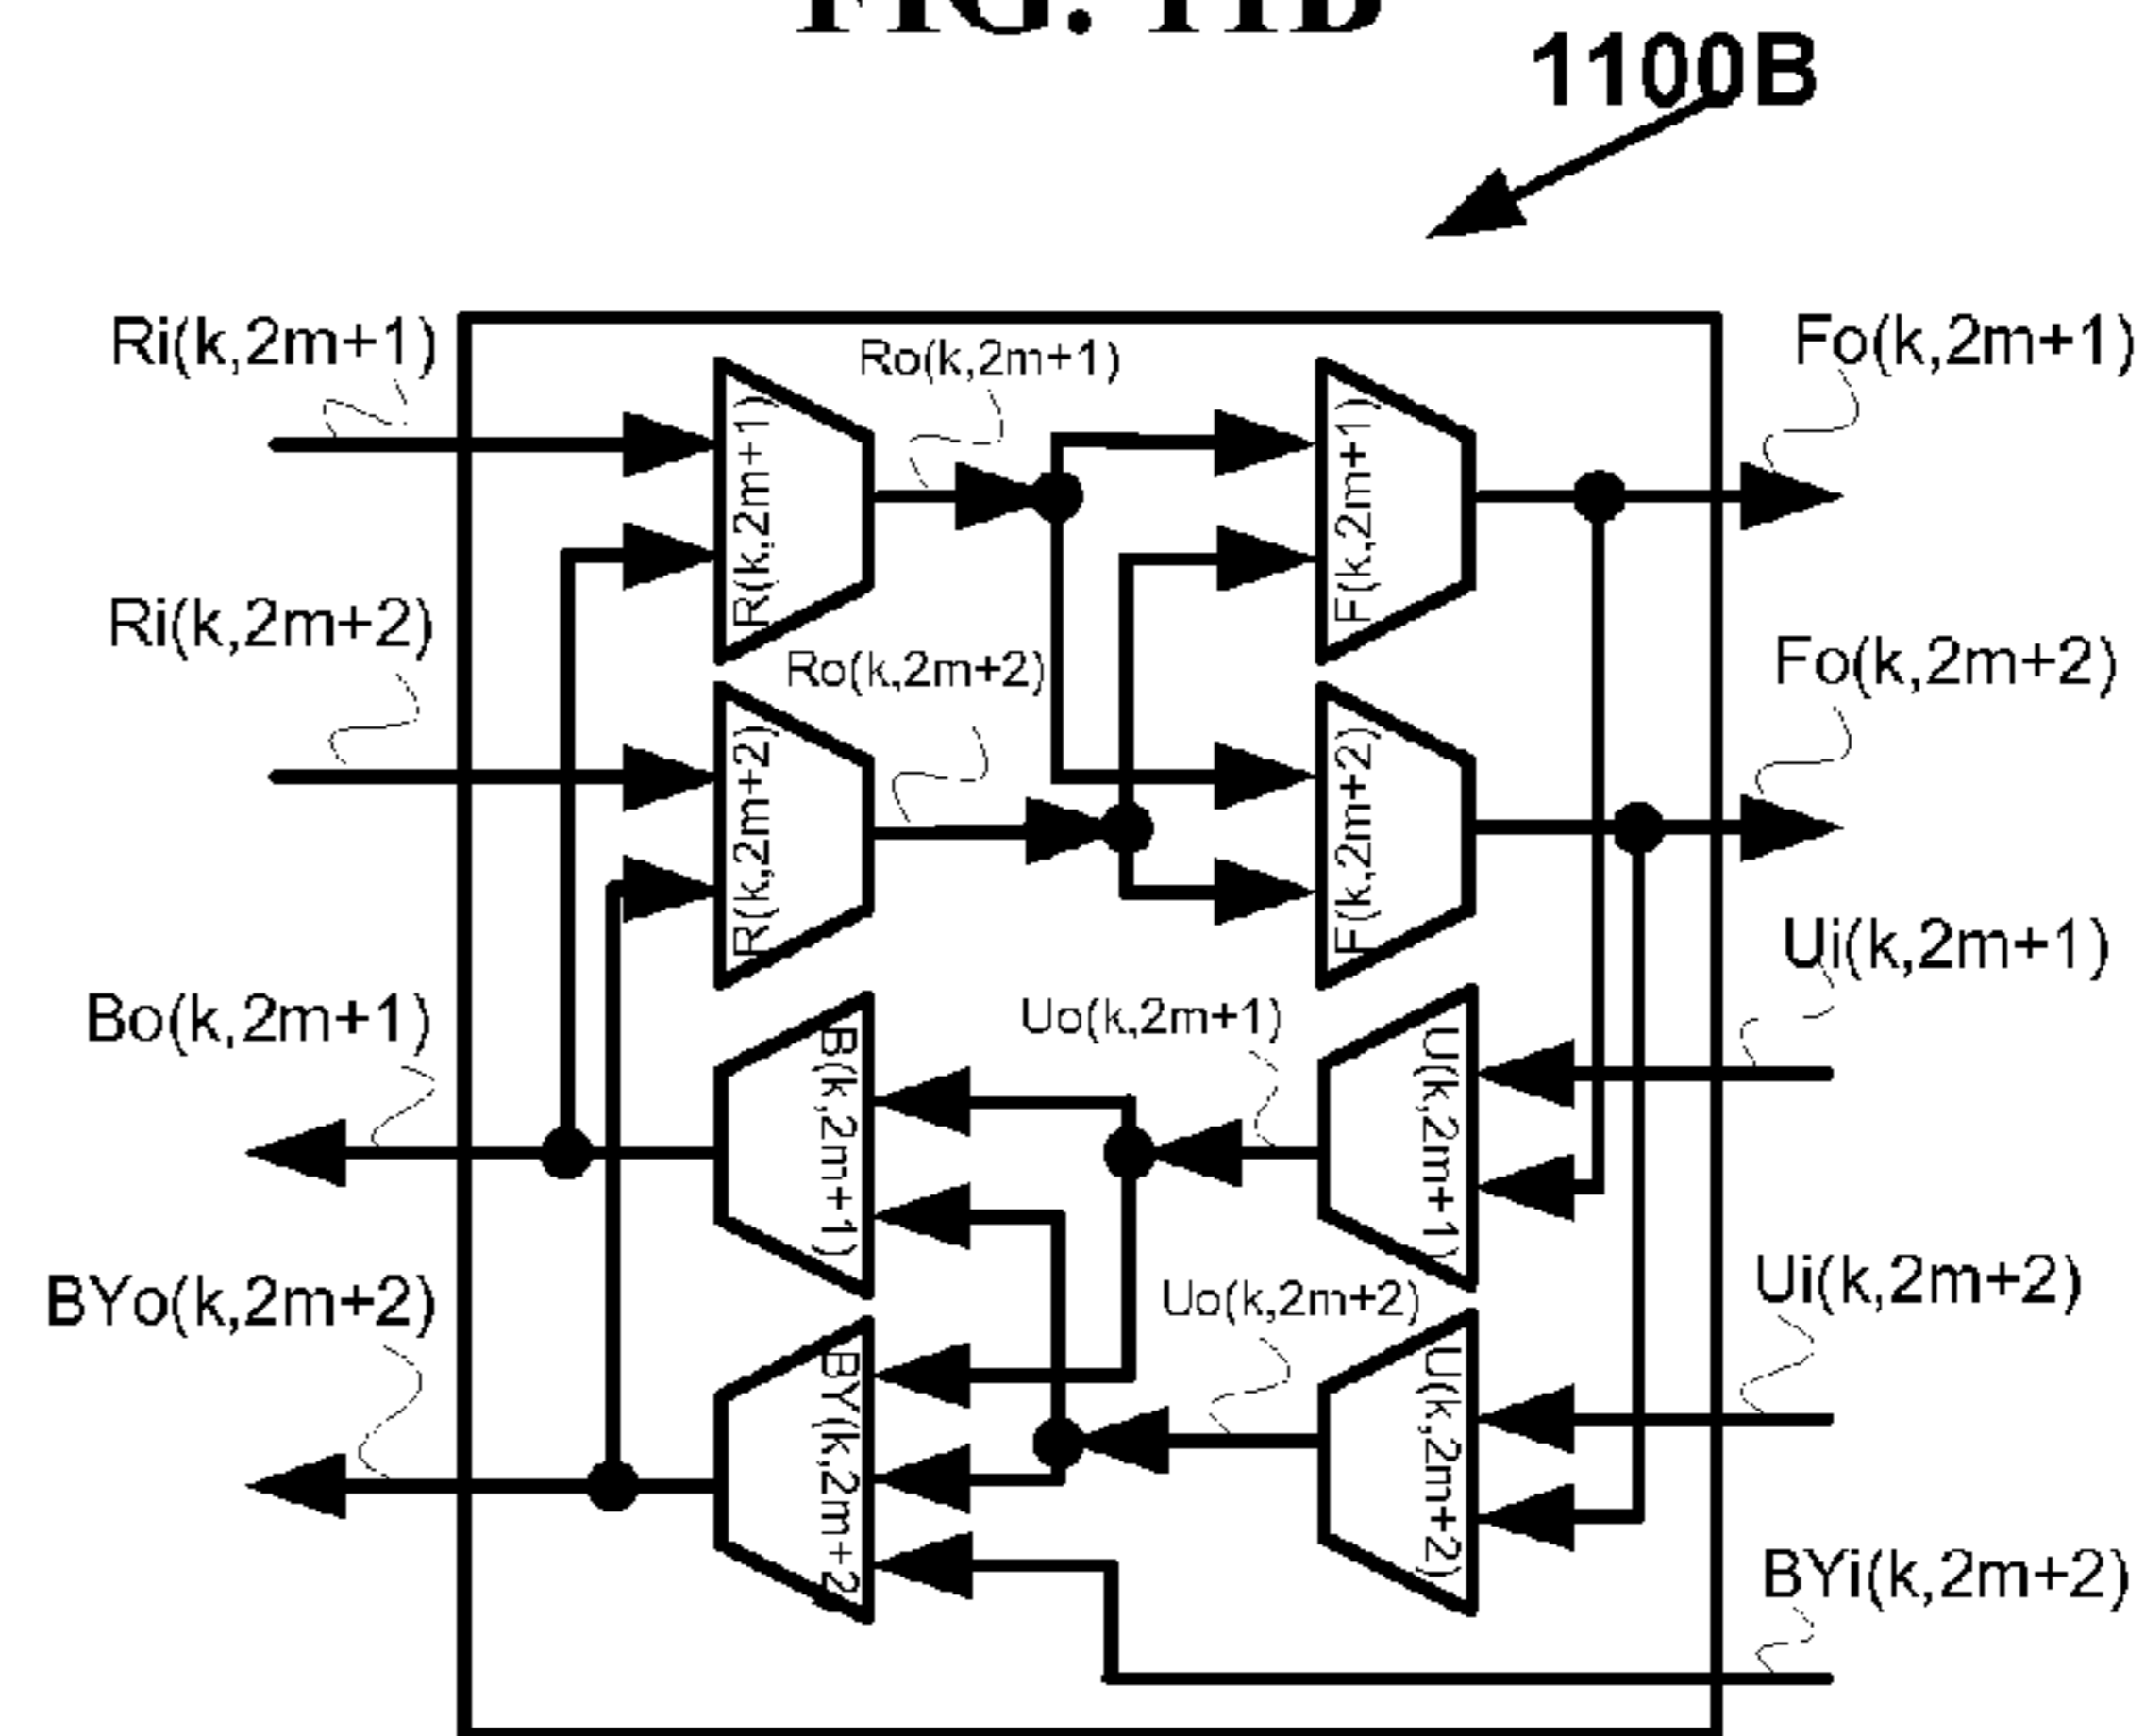 FIG. 11B
1100B
Ri(k,2m+1)
Ro(k,2m+1)
Fo(k,2m+1)
R(k,2m+1)
F(k,2m+1)
Ri(k,2m+2)
Ro(k,2m+2)
Fo(k,2m+2)
R(k,2m+2)
F(k,2m+2)
Ui(k,2m+1)
Bo(k,2m+1)
Uo(k,2m+1)
B(k,2m+1)
U(k,2m+1)
BYo(k,2m+2)
Uo(k,2m+2)
Ui(k,2m+2)
BY(k,2m+2
U(k,2m+2)
BYi(k,2m+2)